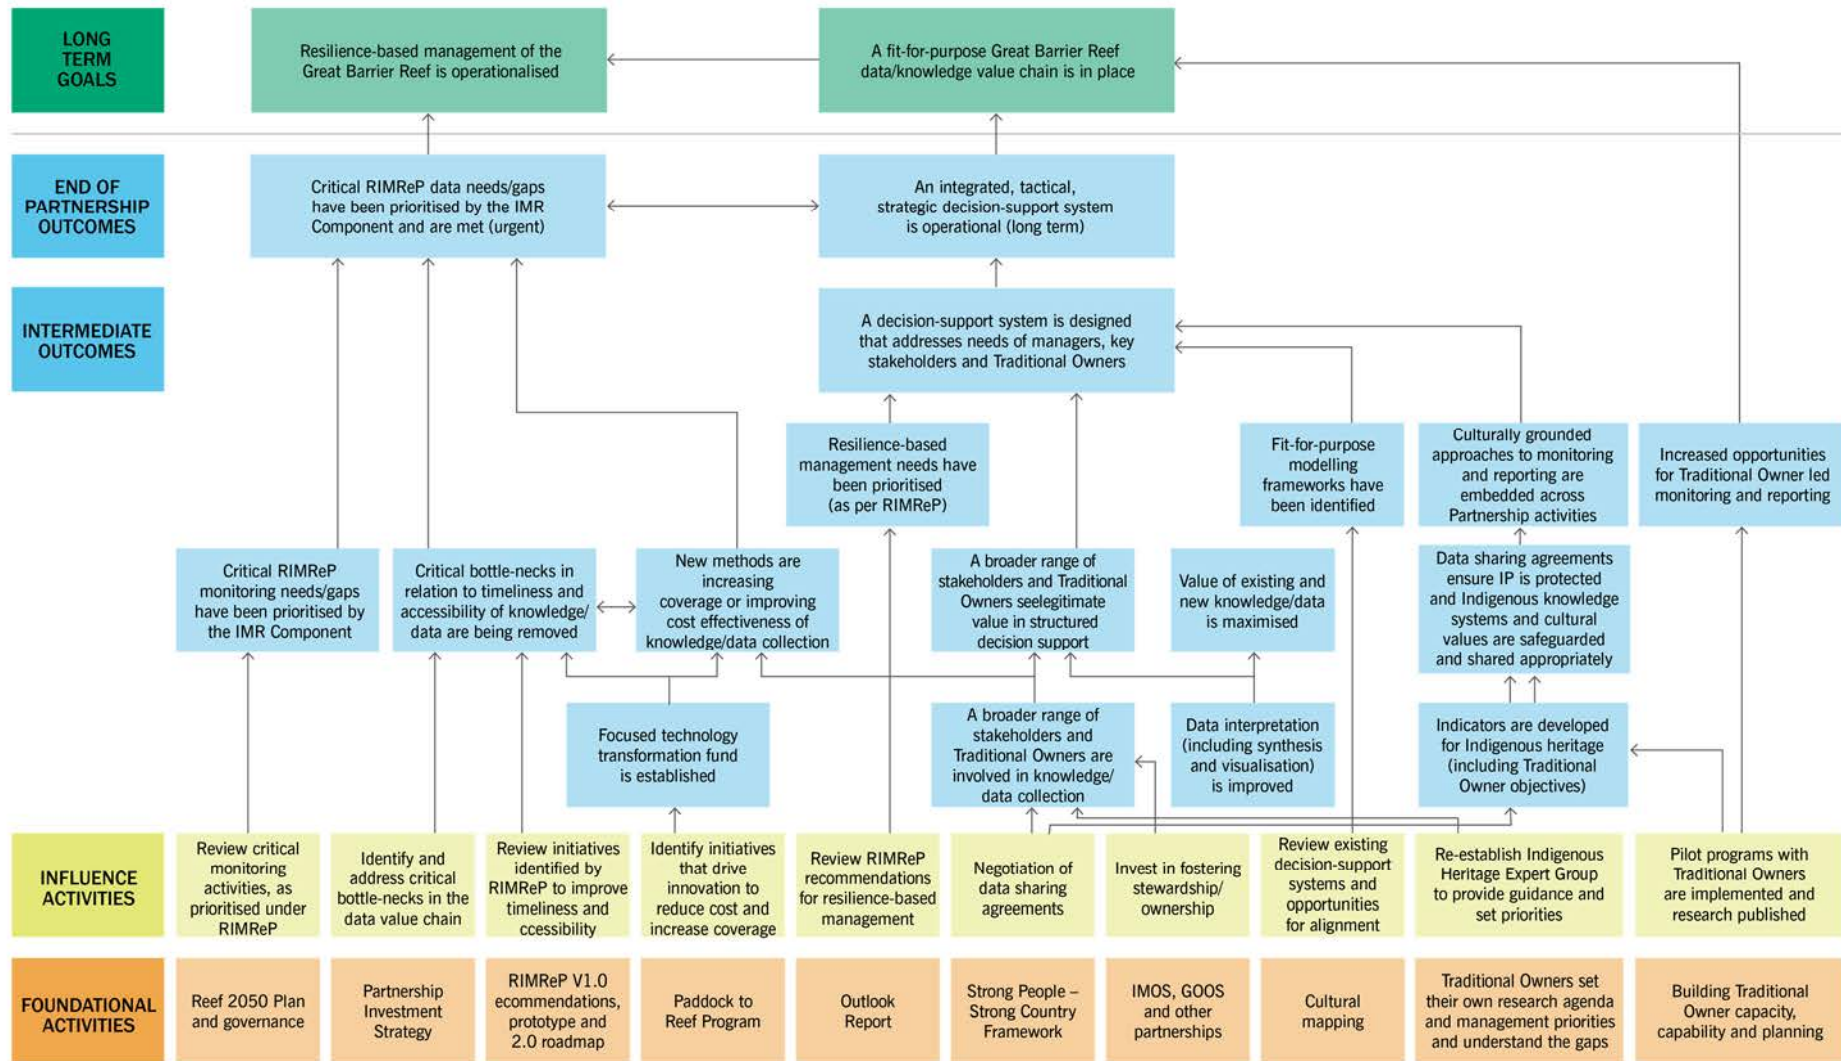 LONG
TERM
GOALS
Resilience-based management of the
Great Barrier Reef is operationalised
A fit-for-purpose Great Barrier Reef
data/knowledge value chain is in place
END OF
PARTNERSHIP
OUTCOMES
Critical RIMReP data needs/gaps
have been prioritised by the IMR
Component and are met (urgent)
An integrated, tactical,
strategic decision-support system
is operational (long term)
INTERMEDIATE
OUTCOMES
A decision-support system is designed
that addresses needs of managers, key
stakeholders and Traditional Owners
Resilience-based
management needs have
been prioritised
(as per RIMReP)
Fit-for-purpose
modelling
frameworks have
been identified
Culturally grounded
approaches to monitoring
and reporting are
embedded across
Partnership activities
Increased opportunities
for Traditional Owner led
monitoring and reporting
Critical RIMReP
monitoring needs/gaps
have been prioritised by
the IMR Component
Critical bottle-necks in
relation to timeliness and
accessibility of knowledge/
data are being removed
New methods are
increasing
coverage or improving
cost effectiveness of
knowledge/data collection
A broader range of
stakeholders and Traditional
Owners seelegitimate
value in structured
decision support
Value of existing and
new knowledge/data
is maximised
Data sharing agreements
ensure IP is protected
and Indigenous knowledge
systems and cultural
values are safeguarded
and shared appropriately
Focused technology
transformation fund
is established
A broader range of
stakeholders and
Traditional Owners are
involved in knowledge/
data collection
Data interpretation
(including synthesis
and visualisation)
is improved
Indicators are developed
for Indigenous heritage
(including Traditional
Owner objectives)
INFLUENCE
ACTIVITIES
Review critical
monitoring
activities, as
prioritised under
RIMReP
Identify and
address critical
bottle-necks in the
data value chain
Review initiatives
identified by
RIMReP to improve
timeliness and
ccessibility
Identify initiatives
that drive
innovation to
reduce cost and
increase coverage
Review RIMReP
recommendations
for resilience-based
management
Negotiation of
data sharing
agreements
Invest in fostering
stewardship/
ownership
Review existing
decision-support
systems and
opportunities
for alignment
Re-establish Indigenous
Heritage Expert Group
to provide guidance and
set priorities
Pilot programs with
Traditional Owners
are implemented and
research published
FOUNDATIONAL
ACTIVITIES
Reef 2050 Plan
and governance
Partnership
Investment
Strategy
RIMReP V1.0
ecommendations,
prototype and
2.0 roadmap
Paddock to
Reef Program
Outlook
Report
Strong People –
Strong Country
Framework
IMOS, GOOS
and other
partnerships
Cultural
mapping
Traditional Owners set
their own research agenda
and management priorities
and understand the gaps
Building Traditional
Owner capacity,
capability and planning